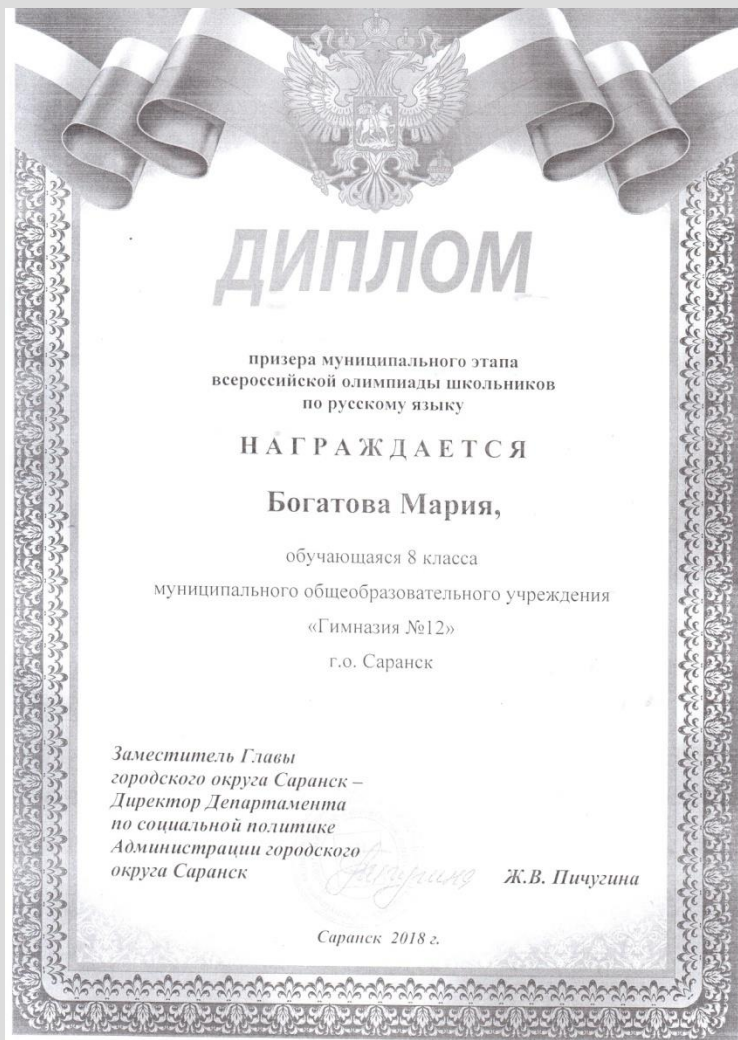 ДИПЛОМ
призера муниципального этапа
всероссийской олимпиады школьников
по русскому языку
НАГРАЖДАЕТСЯ
Богатова Мария,
обучающаяся 8 класса
муниципального общеобразовательного учреждения
«Гимназия №12»
г.о. Саранск
Заместитель Главы
городского округа Саранск –
Директор Департамента
по социальной политике
Администрации городского
округа Саранск
Ж.В. Пичугина
Саранск 2018 г.